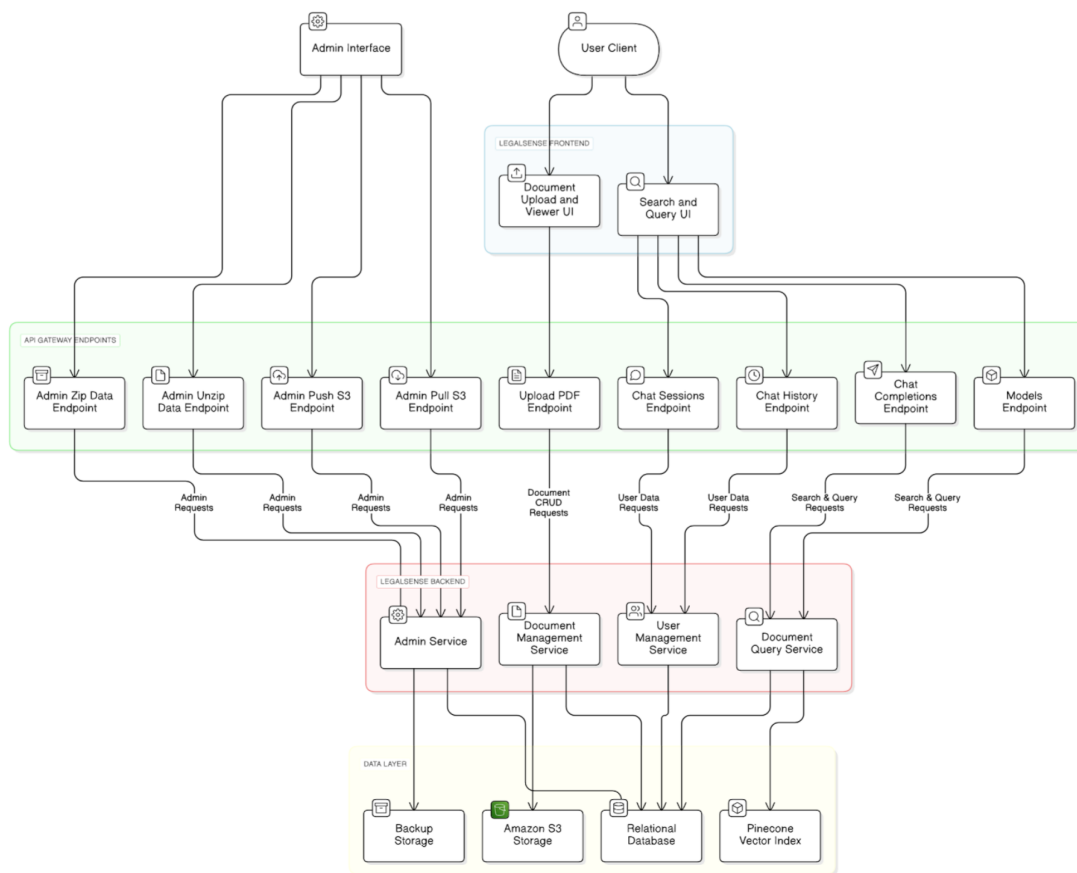 Admin Interface
User Client
LEGALSENSE FRONTEND
Document
Upload and
Viewer UI
Search and
Query UI
API GATEWAY ENDPOINTS
Admin Zip Data
Endpoint
Admin Unzip
Data Endpoint
Admin Push S3
Endpoint
Admin Pull S3
Endpoint
Upload PDF
Endpoint
Chat Sessions
Endpoint
Chat History
Endpoint
Chat
Completions
Endpoint
Models
Endpoint
Admin
Requests
Admin
Requests
Admin
Requests
Admin
Requests
Document
CRUD
Requests
User Data
Requests
User Data
Requests
Search & Query
Requests
Search & Query
Requests
LEGALSENSE BACKEND
Admin Service
Document
Management
Service
User
Management
Service
Document
Query Service
DATA LAYER
Backup
Storage
Amazon S3
Storage
Relational
Database
Pinecone
Vector Index